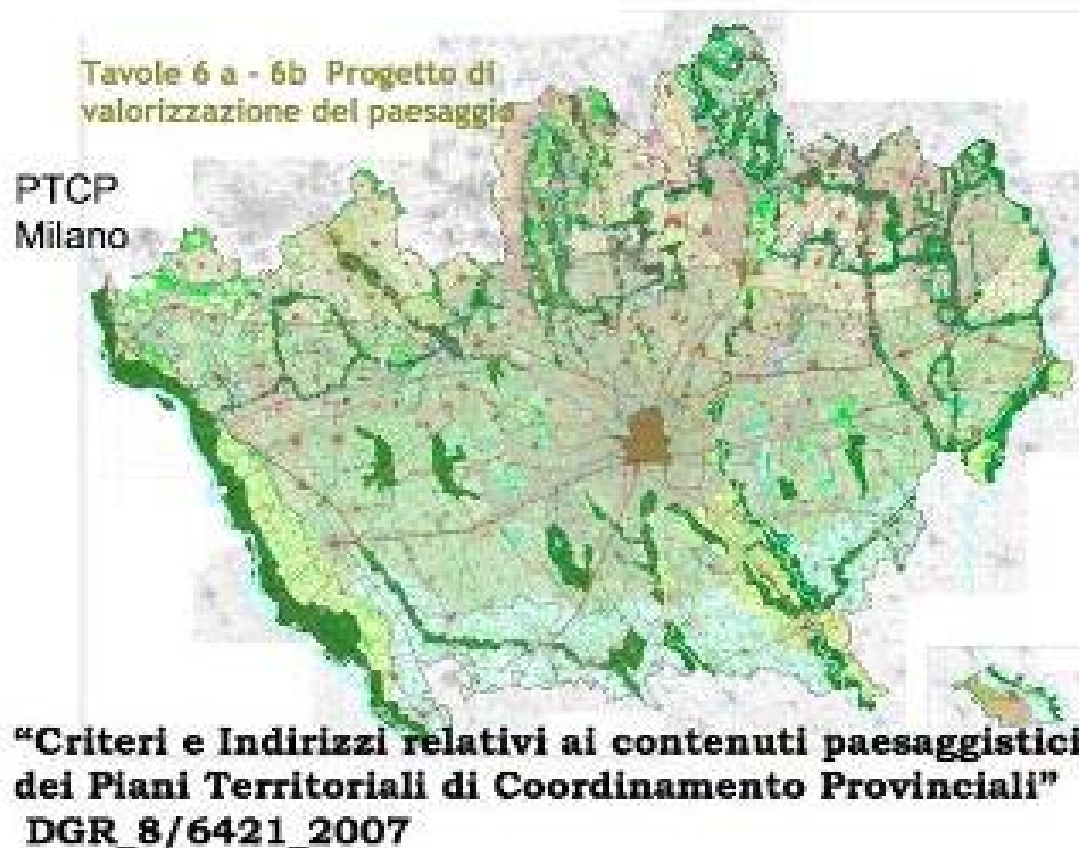 Tavole 6 a - 6b Progetto di
valorizzazione del paesaggio
PTCP
Milano
"Criteri e Indirizzi relativi ai contenuti paesaggistici
dei Piani Territoriali di Coordinamento Provinciali"
DGR_8/6421_2007